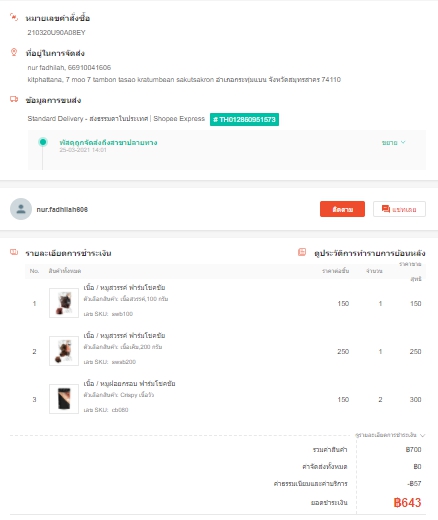 หมายเลขคำสั่งซื้อ
210320U90A08EY
ที่อยู่ในการจัดส่ง
nur fadhilah, 66910041606
kitphattana, 7 moo 7 tambon tasao kratumbean sakutsakron อำเภอกระทุ่มแบน จังหวัดสมุทรสาคร 74110
ข้อมูลการขนส่ง
Standard Delivery - ส่งธรรมดาในประเทศ | Shopee Express # TH012860951573
พัสดุถูกจัดส่งถึงสาขาปลายทาง ขยาย
25-03-2021 14:01
nur.fadhilah606 ติดตาม แชทเลย
รายละเอียดการชำระเงิน ดูประวัติการทำรายการย้อนหลัง
No. สินค้าทั้งหมด ราคาต่อชิ้น จำนวน ราคาขายสุทธิ
1 เนื้อ / หมูสวรรค์ ฟาร์มโชคชัย 150 1 150
ตัวเลือกสินค้า: เนื้อสวรรค์,100 กรัม
เลข SKU: sweb100
2 เนื้อ / หมูสวรรค์ ฟาร์มโชคชัย 250 1 250
ตัวเลือกสินค้า: 200 กรัม
เลข SKU:
3 เนื้อ / หมูฝอยกรอบ ฟาร์มโชคชัย 150 2 300
ตัวเลือกสินค้า: Crispy เนื้อวัว
เลข SKU: cb080
ดูรายละเอียดการชำระเงิน
รวมค่าสินค้า ฿700
ค่าจัดส่งทั้งหมด ฿0
ค่าธรรมเนียมและค่าบริการ -฿57
ยอดชำระเงิน ฿643